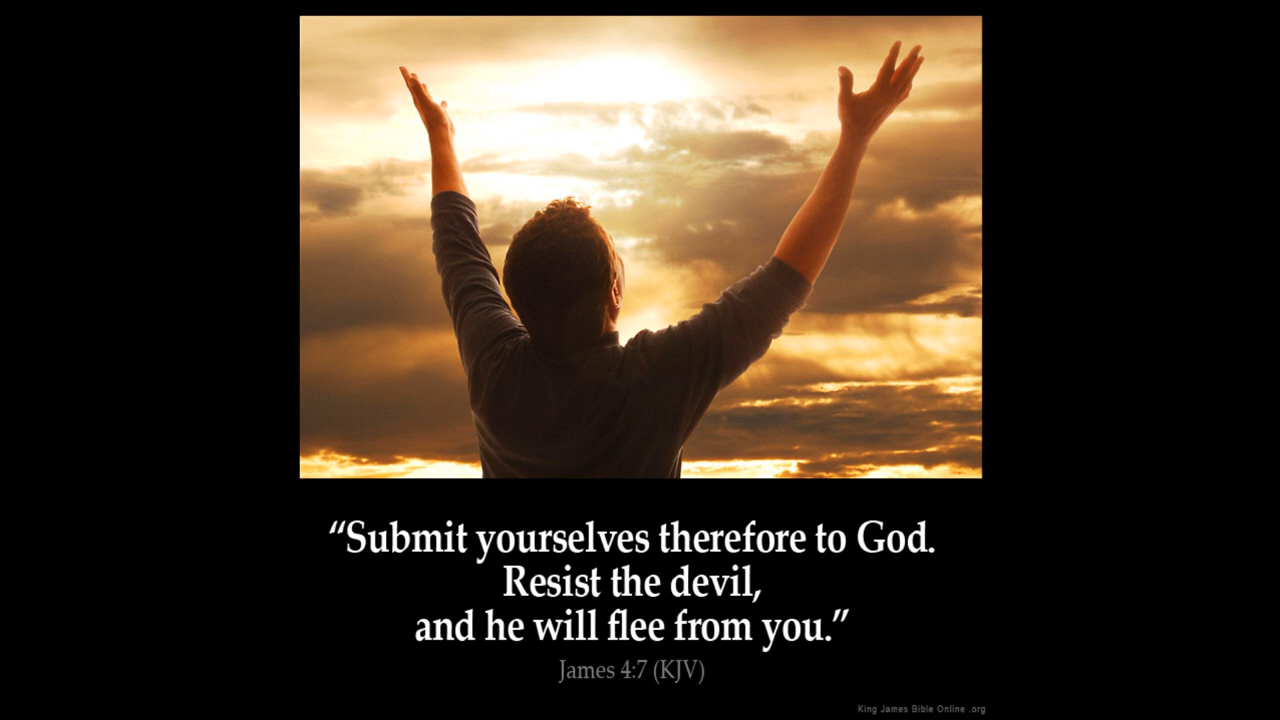 “Submit yourselves therefore to God.
Resist the devil,
and he will flee from you.”
James 4:7 (KJV)
King James Bible Online .org